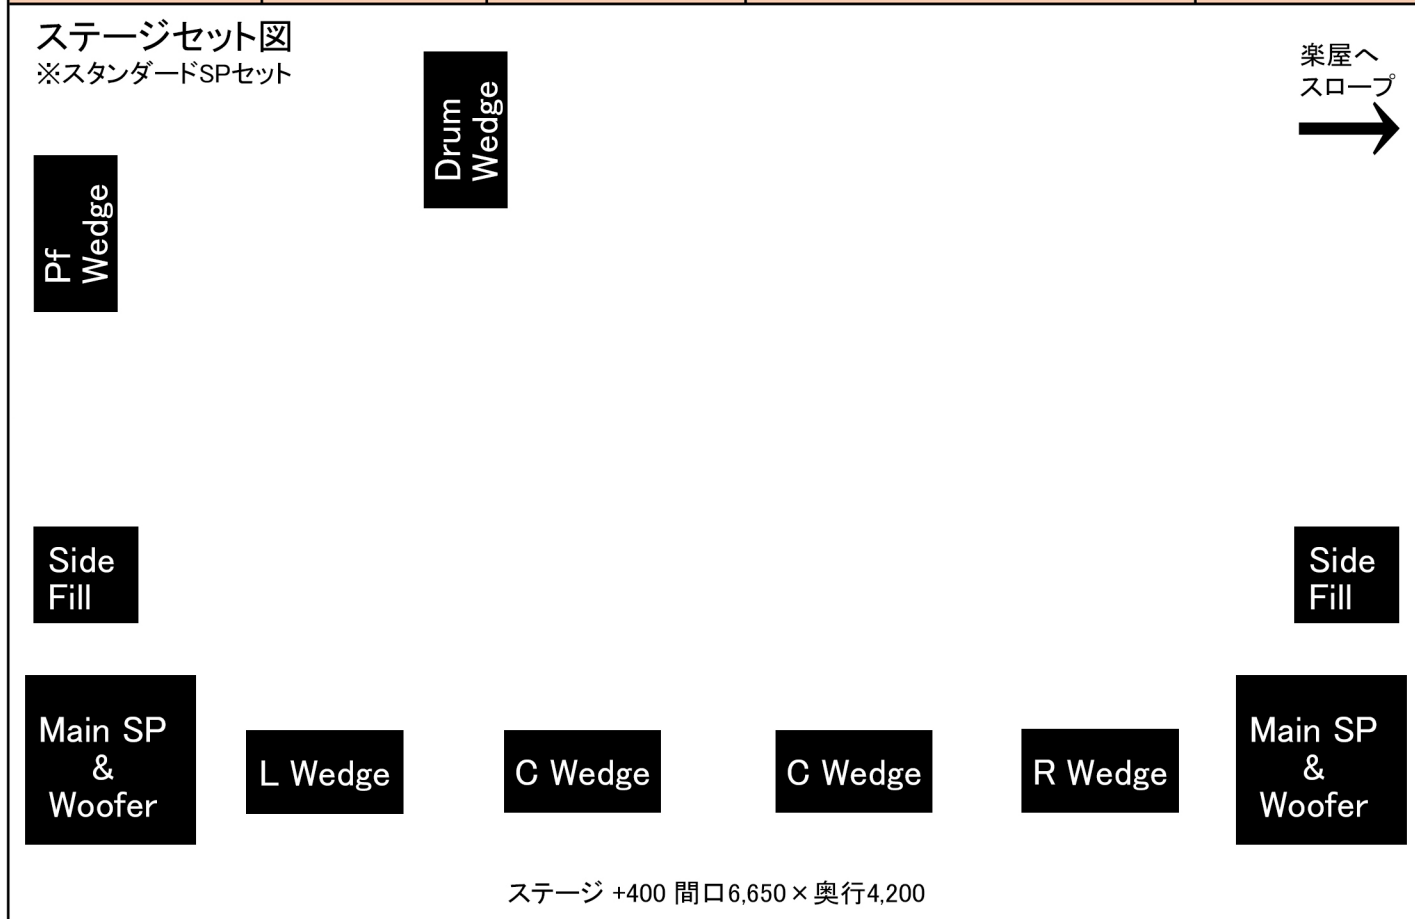 ステージセット図
※スタンダードSPセット
楽屋へ
スロープ
Drum
Wedge
Pf
Wedge
Side
Fill
Side
Fill
Main SP
&
Woofer
L Wedge
C Wedge
C Wedge
R Wedge
Main SP
&
Woofer
ステージ +400 間口6,650×奥行4,200